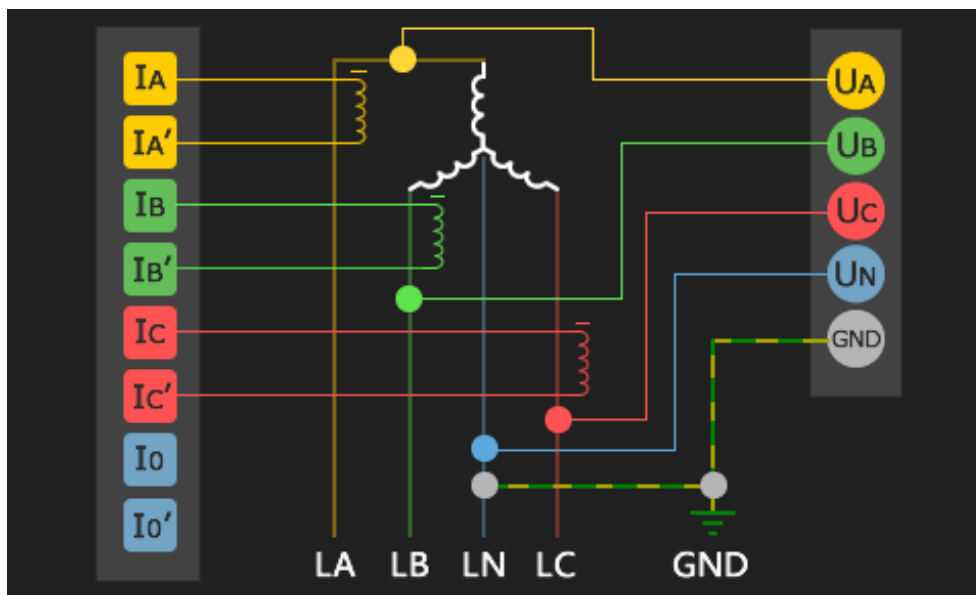 IA
IA′
IB
IB′
IC
IC′
I0
I0′
UA
UB
UC
UN
GND
LA LB LN LC GND